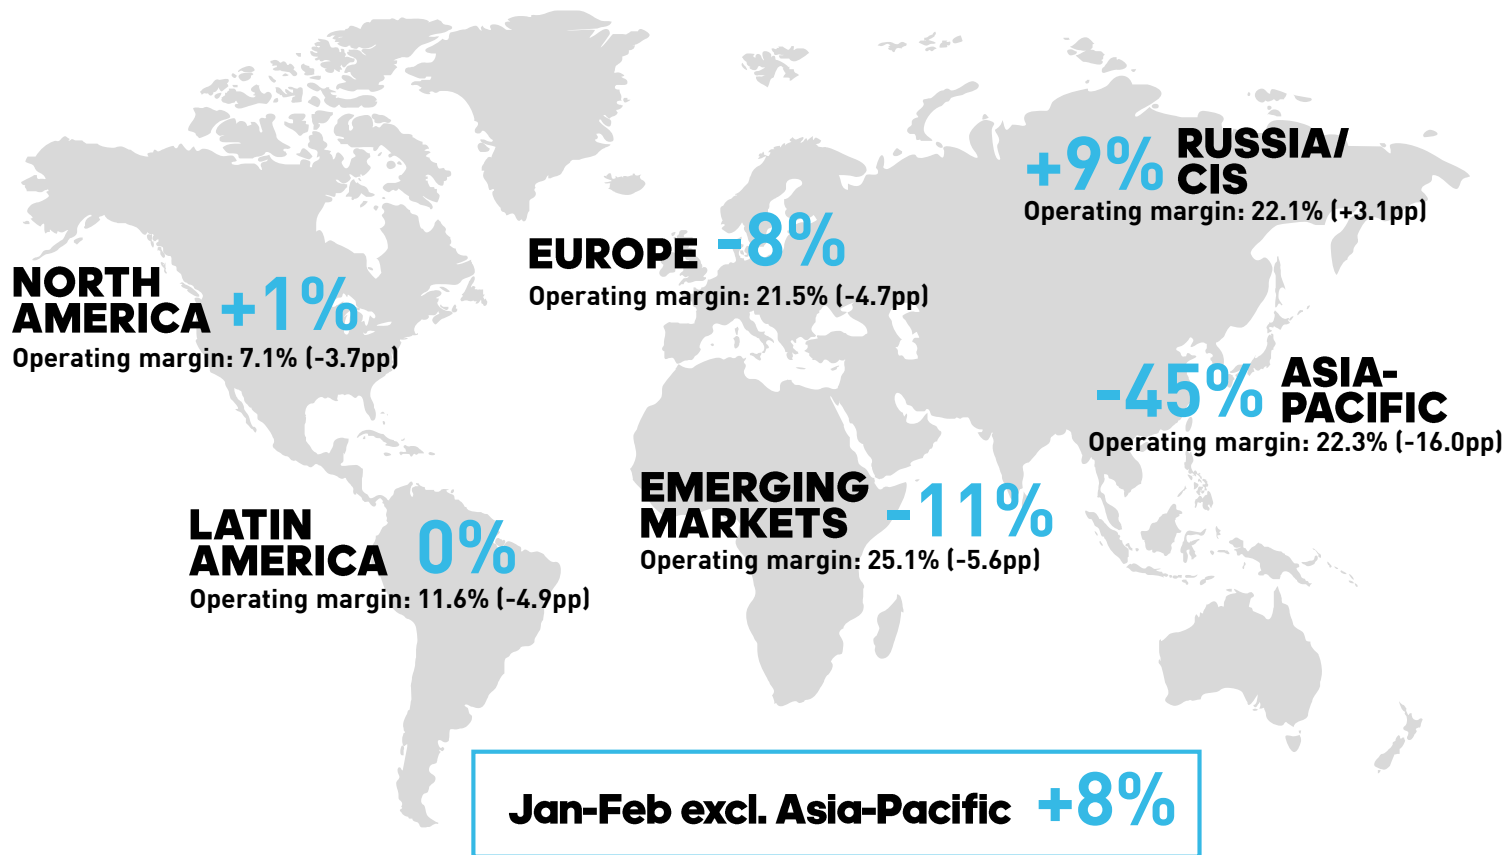 +9% RUSSIA/
CIS
Operating margin: 22.1% (+3.1pp)
EUROPE -8%
Operating margin: 21.5% (-4.7pp)
NORTH
AMERICA +1%
Operating margin: 7.1% (-3.7pp)
-45% ASIA-
PACIFIC
Operating margin: 22.3% (-16.0pp)
EMERGING
MARKETS -11%
Operating margin: 25.1% (-5.6pp)
LATIN
AMERICA 0%
Operating margin: 11.6% (-4.9pp)
Jan-Feb excl. Asia-Pacific +8%